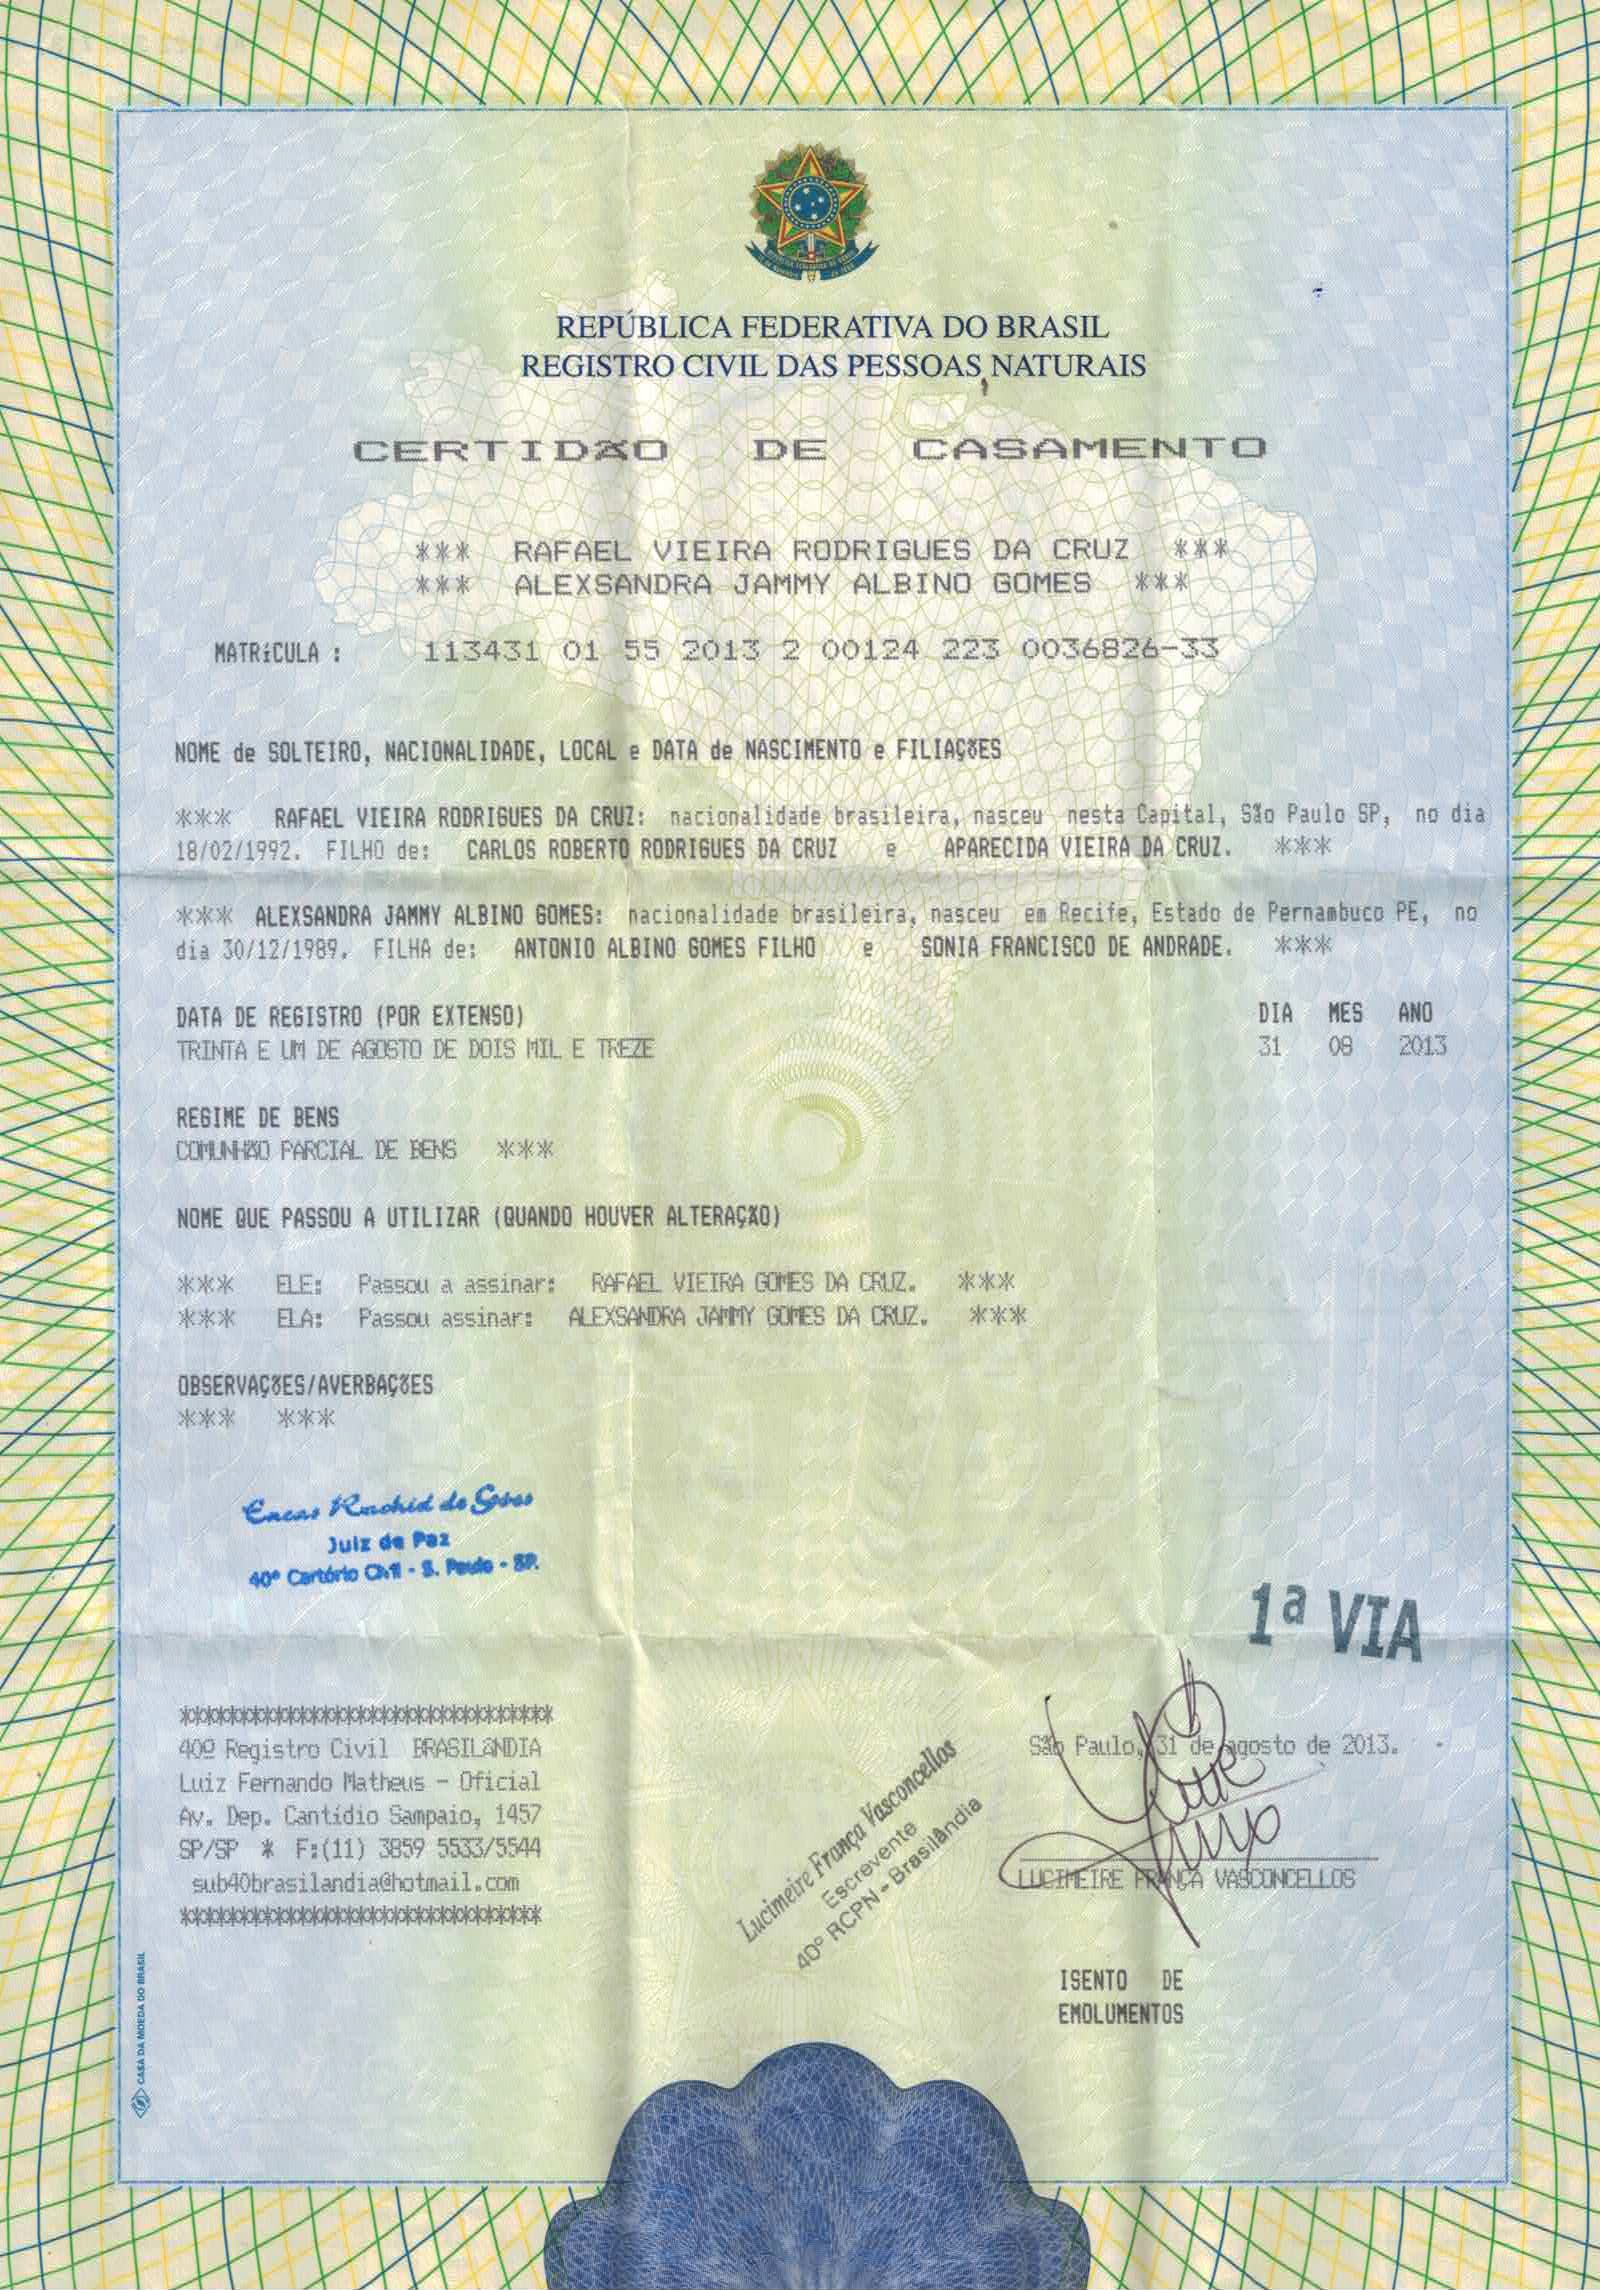 REPÚBLICA FEDERATIVA DO BRASIL
REGISTRO CIVIL DAS PESSOAS NATURAIS
CERTIDÃO DE CASAMENTO
*** RAFAEL VIEIRA RODRIGUES DA CRUZ ***
*** ALEXSANDRA JAMMY ALBINO GOMES ***
MATRíCULA : 113431 01 55 2013 2 00124 223 0036826-33
NOME de SOLTEIRO, NACIONALIDADE, LOCAL e DATA de NASCIMENTO e FILIAÇÕES
*** RAFAEL VIEIRA RODRIGUES DA CRUZ: nacionalidade brasileira, nasceu nesta Capital, São Paulo SP, no dia
18/02/1992. FILHO de: CARLOS ROBERTO RODRIGUES DA CRUZ e APARECIDA VIEIRA DA CRUZ. ***
*** ALEXSANDRA JAMMY ALBINO GOMES: nacionalidade brasileira, nasceu em Recife, Estado de Pernambuco PE, no
dia 30/12/1989. FILHA de: ANTONIO ALBINO GOMES FILHO e SONIA FRANCISCO DE ANDRADE. ***
DATA DE REGISTRO (POR EXTENSO) DIA MES ANO
TRINTA E UM DE AGOSTO DE DOIS MIL E TREZE 31 08 2013
REGIME DE BENS
COMUNHÃO PARCIAL DE BENS ***
NOME QUE PASSOU A UTILIZAR (QUANDO HOUVER ALTERAÇÃO)
*** ELE: Passou a assinar: RAFAEL VIEIRA GOMES DA CRUZ. ***
*** ELA: Passou assinar: ALEXSANDRA JAMMY GOMES DA CRUZ. ***
OBSERVAÇÕES/AVERBAÇÕES
*** ***
Rachid de
Juiz de Paz
40º Cartório Civil - S. Paulo - SP.
1ª VIA
*******************************
40º Registro Civil BRASILÂNDIA
Luiz Fernando Matheus - Oficial
Av. Dep. Cantídio Sampaio, 1457
SP/SP * F:(11) 3859 5533/5544
sub40brasilandia@hotmail.com
*******************************
Lucimeire França Vasconcellos
Escrevente
40º RCPN - Brasilândia
São Paulo, 31 de agosto de 2013.
LUCIMEIRE FRANÇA VASCONCELLOS
ISENTO DE
EMOLUMENTOS
CASA DA MOEDA DO BRASIL